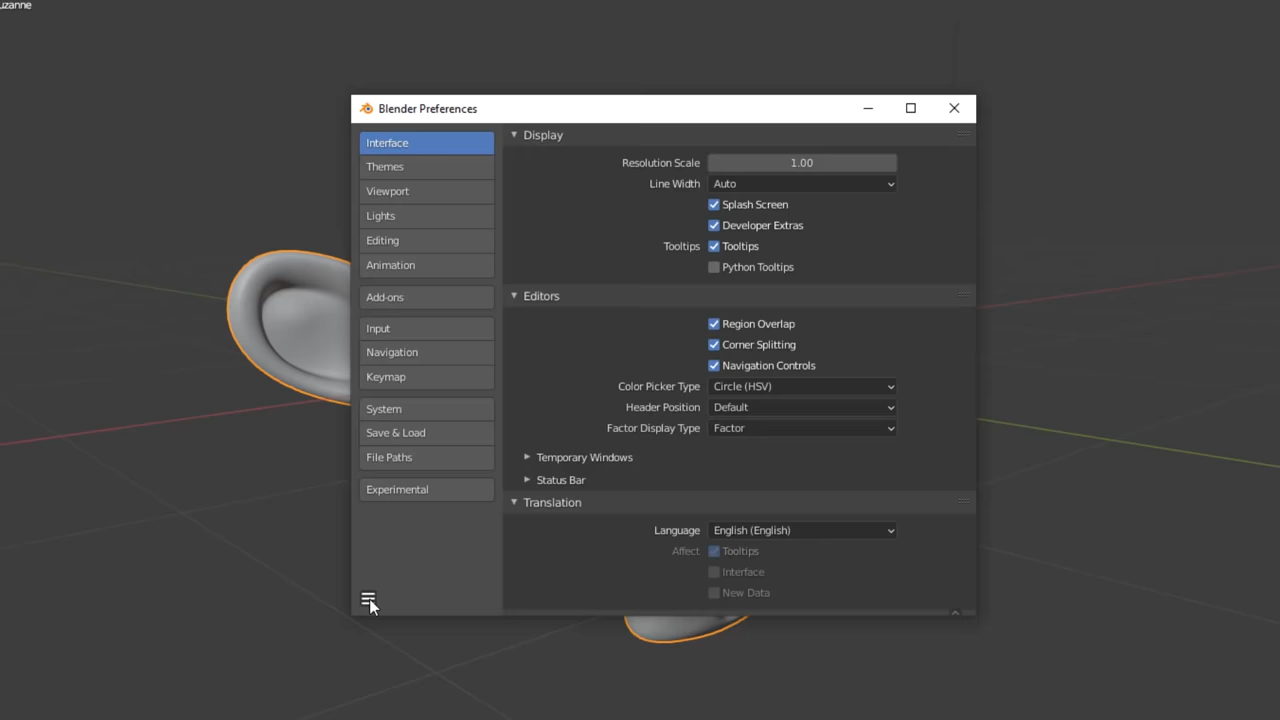 uzanne
Blender Preferences
Interface
Themes
Viewport
Lights
Editing
Animation
Add-ons
Input
Navigation
Keymap
System
Save & Load
File Paths
Experimental
Display
Resolution Scale 1.00
Line Width Auto
Splash Screen
Developer Extras
Tooltips Tooltips
Python Tooltips
Editors
Region Overlap
Corner Splitting
Navigation Controls
Color Picker Type Circle (HSV)
Header Position Default
Factor Display Type Factor
Temporary Windows
Status Bar
Translation
Language English (English)
Affect Tooltips
Interface
New Data